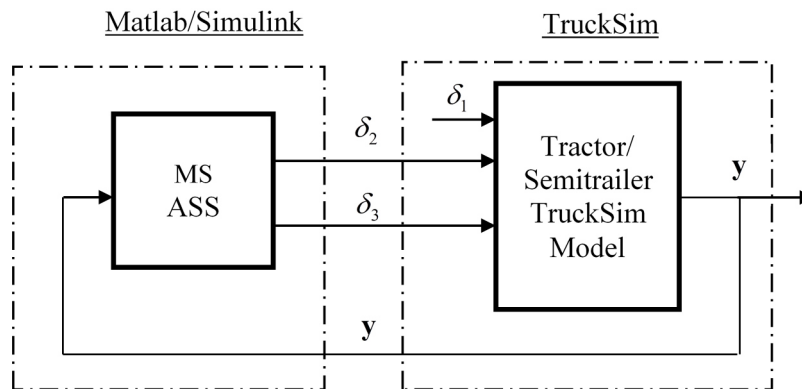 Matlab/Simulink
TruckSim
δ₁
δ₂
δ₃
MS
ASS
Tractor/
Semitrailer
TruckSim
Model
y
y